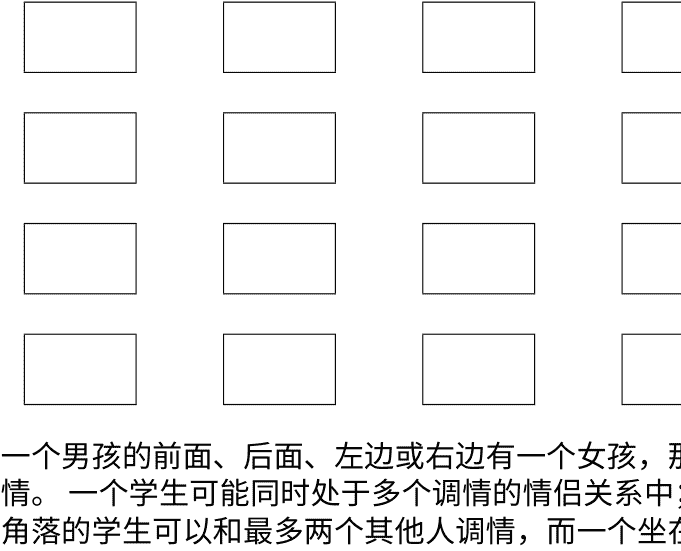 一个男孩的前面、后面、左边或右边有一个女孩，那
情。 一个学生可能同时处于多个调情的情侣关系中；
角落的学生可以和最多两个其他人调情，而一个坐在